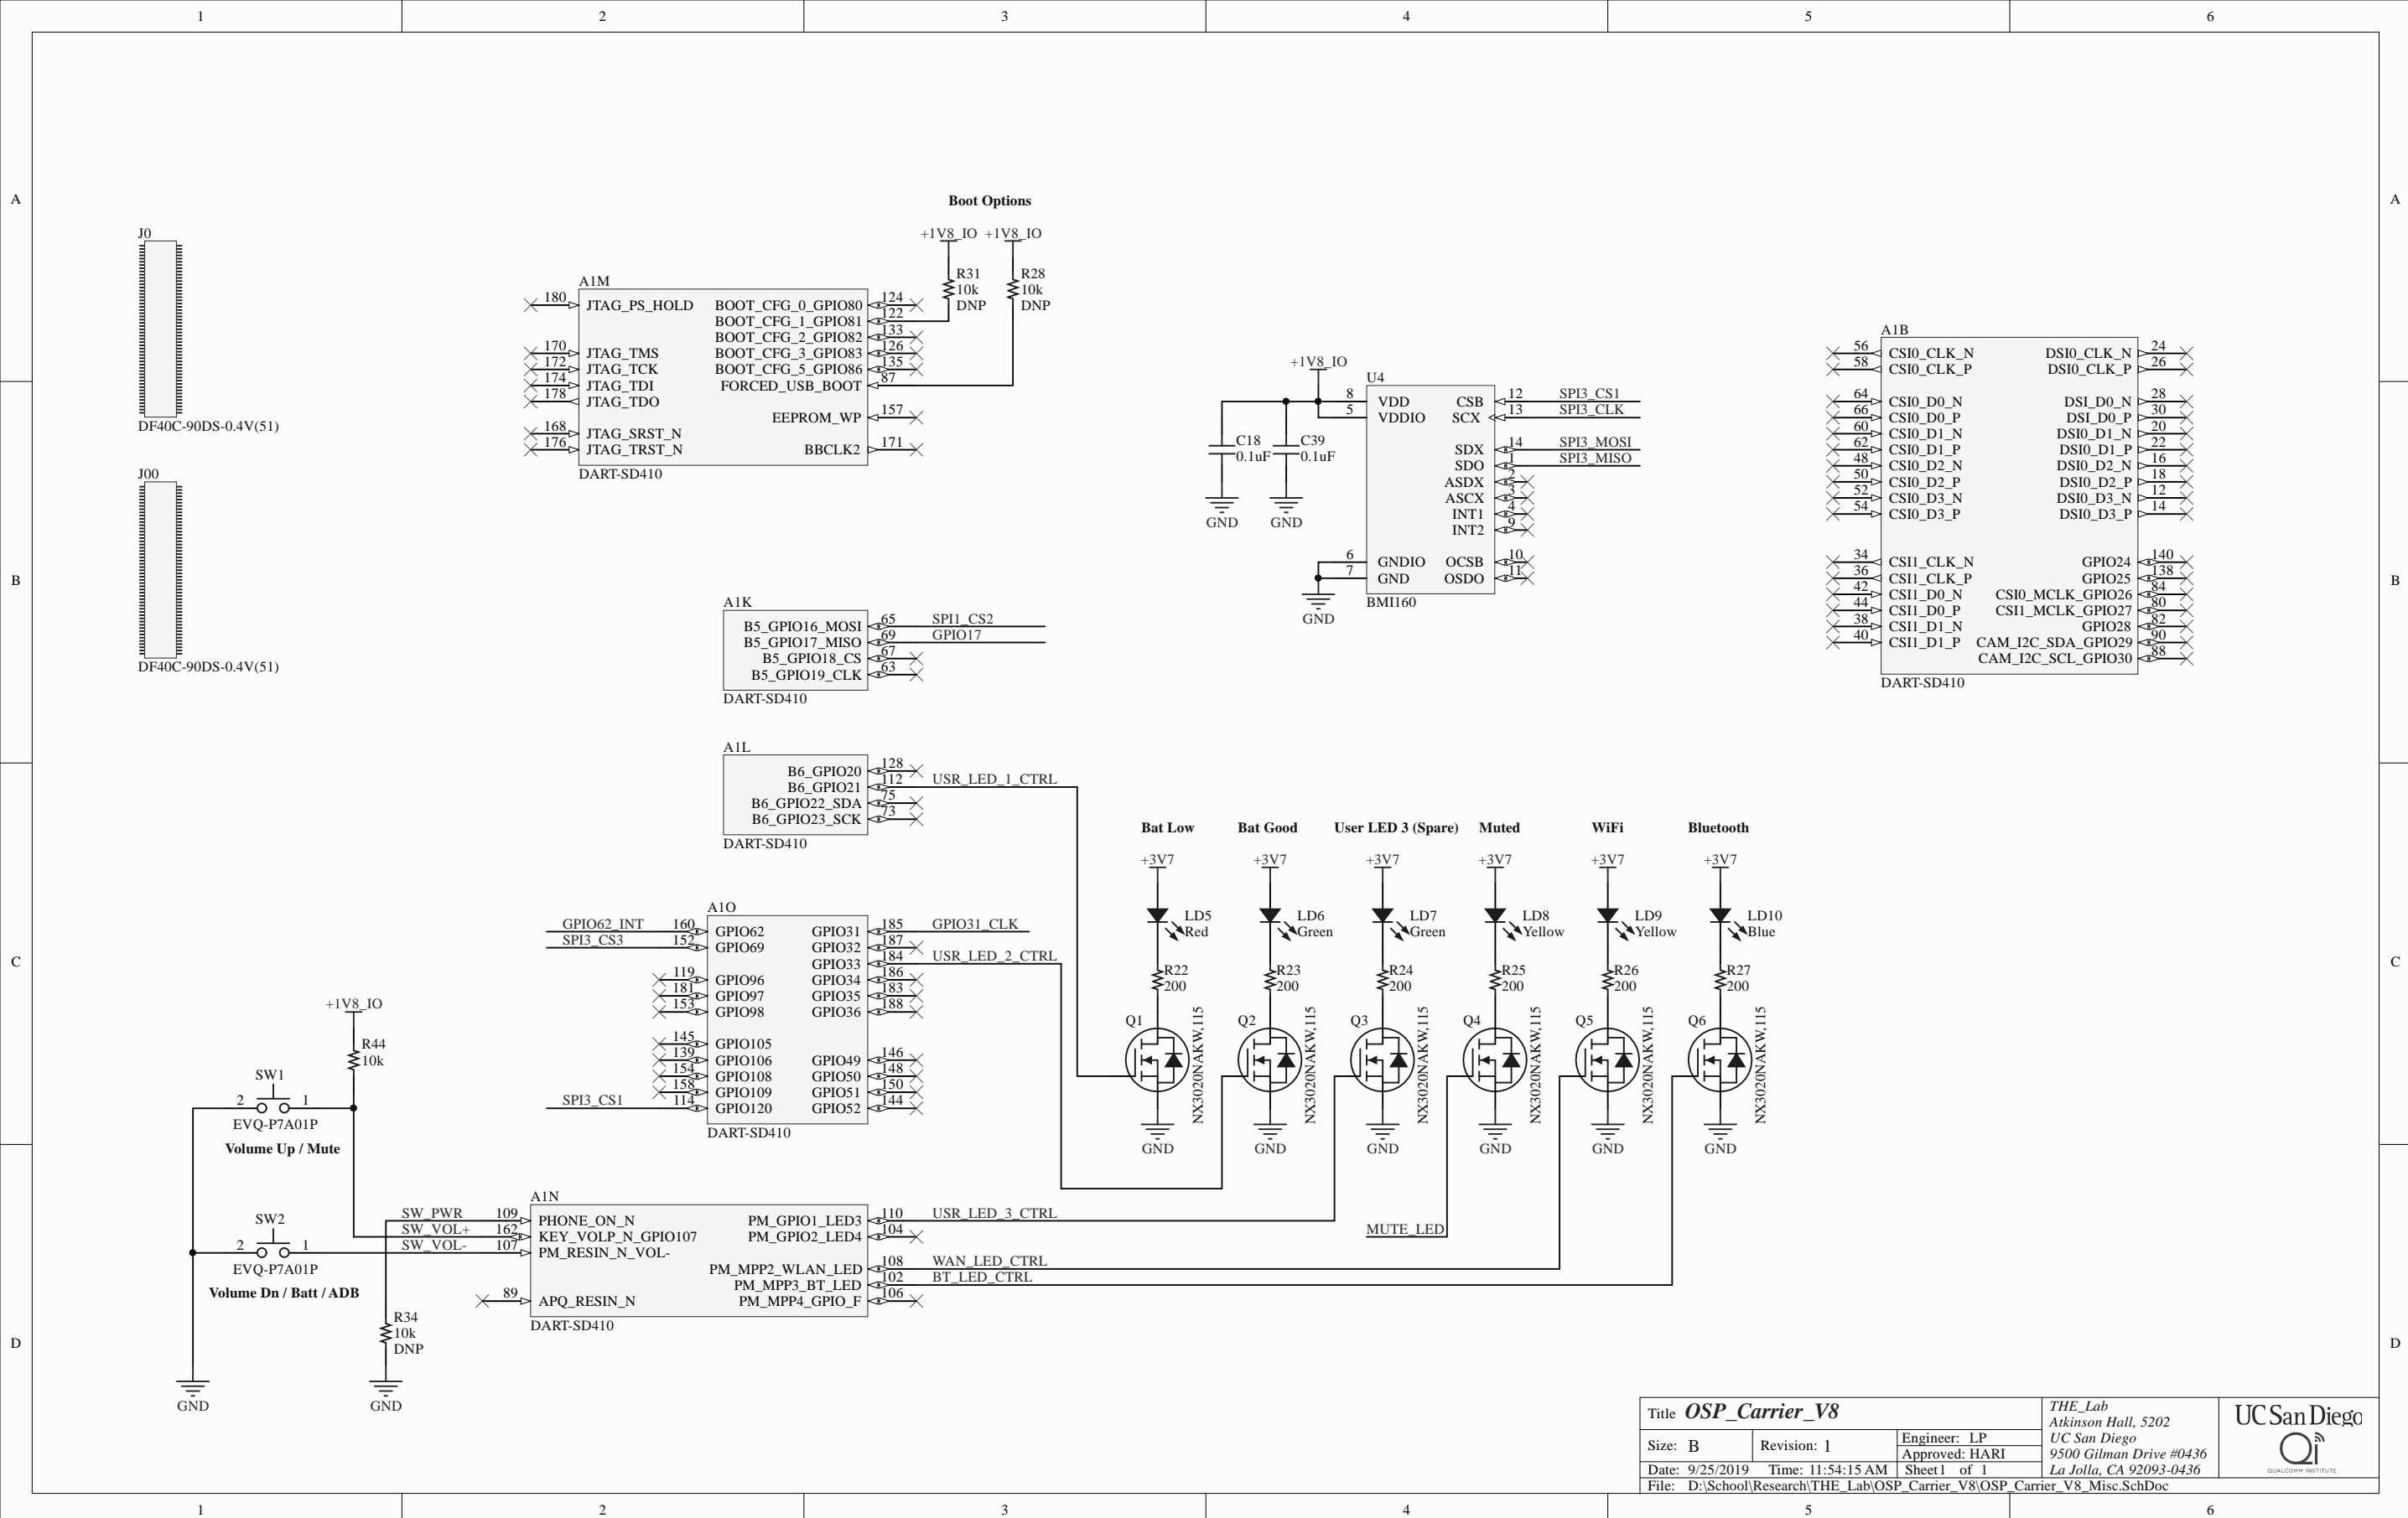 1 2 3 4 5 6
A A
B B
C C
D D
J0
DF40C-90DS-0.4V(51)
J00
DF40C-90DS-0.4V(51)
Boot Options
+1V8_IO +1V8_IO
R31
10k
DNP
R28
10k
DNP
A1M
180 JTAG_PS_HOLD BOOT_CFG_0_GPIO80 124
BOOT_CFG_1_GPIO81 122
BOOT_CFG_2_GPIO82 133
170 JTAG_TMS BOOT_CFG_3_GPIO83 126
172 JTAG_TCK BOOT_CFG_5_GPIO86 135
174 JTAG_TDI FORCED_USB_BOOT 87
178 JTAG_TDO
EEPROM_WP 157
168 JTAG_SRST_N
176 JTAG_TRST_N BBCLK2 171
DART-SD410
A1K
B5_GPIO16_MOSI 65 SPI1_CS2
B5_GPIO17_MISO 69 GPIO17
B5_GPIO18_CS 67
B5_GPIO19_CLK 63
DART-SD410
A1L
B6_GPIO20 128
B6_GPIO21 112 USR_LED_1_CTRL
B6_GPIO22_SDA 75
B6_GPIO23_SCK 73
DART-SD410
A1O
GPIO62_INT 160 GPIO62 GPIO31 185 GPIO31_CLK
SPI3_CS3 152 GPIO69 GPIO32 187
GPIO33 184 USR_LED_2_CTRL
119 GPIO96 GPIO34 186
181 GPIO97 GPIO35 183
153 GPIO98 GPIO36 188
145 GPIO105
139 GPIO106 GPIO49 146
154 GPIO108 GPIO50 148
158 GPIO109 GPIO51 150
SPI3_CS1 114 GPIO120 GPIO52 144
DART-SD410
A1N
SW_PWR 109 PHONE_ON_N PM_GPIO1_LED3 110 USR_LED_3_CTRL
SW_VOL+ 162 KEY_VOLP_N_GPIO107 PM_GPIO2_LED4 104
SW_VOL- 107 PM_RESIN_N_VOL-
PM_MPP2_WLAN_LED 108 WAN_LED_CTRL
PM_MPP3_BT_LED 102 BT_LED_CTRL
89 APQ_RESIN_N PM_MPP4_GPIO_F 106
DART-SD410
+1V8_IO
R44
10k
SW1
2 1
EVQ-P7A01P
Volume Up / Mute
SW2
2 1
EVQ-P7A01P
Volume Dn / Batt / ADB
R34
10k
DNP
GND GND
+1V8_IO
U4
8 VDD CSB 12 SPI3_CS1
5 VDDIO SCX 13 SPI3_CLK
SDX 14 SPI3_MOSI
SDO 1 SPI3_MISO
ASDX 2
ASCX 3
INT1 4
INT2 9
6 GNDIO OCSB 10
7 GND OSDO 11
BMI160
C18
0.1uF
C39
0.1uF
GND GND
GND
A1B
56 CSI0_CLK_N DSI0_CLK_N 24
58 CSI0_CLK_P DSI0_CLK_P 26
64 CSI0_D0_N DSI_D0_N 28
66 CSI0_D0_P DSI_D0_P 30
60 CSI0_D1_N DSI0_D1_N 20
62 CSI0_D1_P DSI0_D1_P 22
48 CSI0_D2_N DSI0_D2_N 16
50 CSI0_D2_P DSI0_D2_P 18
52 CSI0_D3_N DSI0_D3_N 12
54 CSI0_D3_P DSI0_D3_P 14
34 CSI1_CLK_N GPIO24 140
36 CSI1_CLK_P GPIO25 138
42 CSI1_D0_N CSI0_MCLK_GPIO26 84
44 CSI1_D0_P CSI1_MCLK_GPIO27 80
38 CSI1_D1_N GPIO28 82
40 CSI1_D1_P CAM_I2C_SDA_GPIO29 90
CAM_I2C_SCL_GPIO30 88
DART-SD410
Bat Low Bat Good User LED 3 (Spare) Muted WiFi Bluetooth
+3V7 +3V7 +3V7 +3V7 +3V7 +3V7
LD5 LD6 LD7 LD8 LD9 LD10
Red Green Green Yellow Yellow Blue
R22 R23 R24 R25 R26 R27
200 200 200 200 200 200
Q1 Q2 Q3 Q4 Q5 Q6
NX3020NAKW,115 NX3020NAKW,115 NX3020NAKW,115 NX3020NAKW,115 NX3020NAKW,115 NX3020NAKW,115
GND GND GND GND GND GND
MUTE_LED
Title OSP_Carrier_V8
Size: B Revision: 1 Engineer: LP
Approved: HARI
Date: 9/25/2019 Time: 11:54:15 AM Sheet1 of 1
File: D:\School\Research\THE_Lab\OSP_Carrier_V8\OSP_Carrier_V8_Misc.SchDoc
THE_Lab
Atkinson Hall, 5202
UC San Diego
9500 Gilman Drive #0436
La Jolla, CA 92093-0436
UC San Diego
Qi
QUALCOMM INSTITUTE
1 2 3 4 5 6